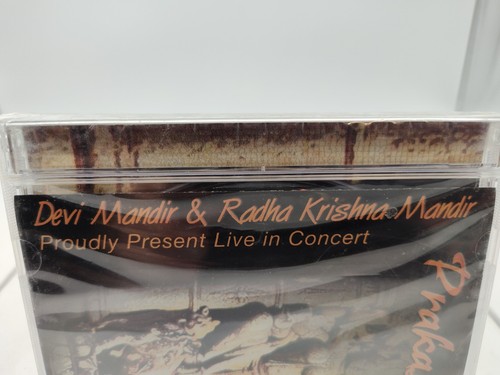 Devi Mandir & Radha Krishna Mandir
Proudly Present Live in Concert